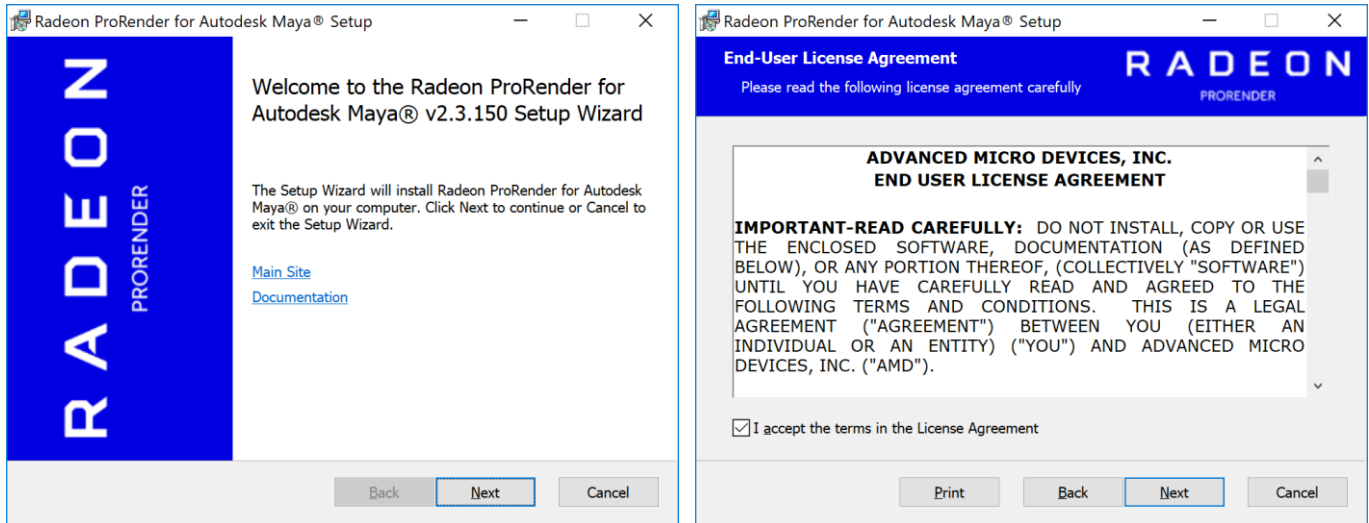 Radeon ProRender for Autodesk Maya® Setup
RADEON
PRORENDER
Welcome to the Radeon ProRender for
Autodesk Maya® v2.3.150 Setup Wizard
The Setup Wizard will install Radeon ProRender for Autodesk
Maya® on your computer. Click Next to continue or Cancel to
exit the Setup Wizard.
Main Site
Documentation
Back Next Cancel
Radeon ProRender for Autodesk Maya® Setup
End-User License Agreement
Please read the following license agreement carefully
RADEON
PRORENDER
ADVANCED MICRO DEVICES, INC.
END USER LICENSE AGREEMENT
IMPORTANT-READ CAREFULLY: DO NOT INSTALL, COPY OR USE
THE ENCLOSED SOFTWARE, DOCUMENTATION (AS DEFINED
BELOW), OR ANY PORTION THEREOF, (COLLECTIVELY "SOFTWARE")
UNTIL YOU HAVE CAREFULLY READ AND AGREED TO THE
FOLLOWING TERMS AND CONDITIONS. THIS IS A LEGAL
AGREEMENT ("AGREEMENT") BETWEEN YOU (EITHER AN
INDIVIDUAL OR AN ENTITY) ("YOU") AND ADVANCED MICRO
DEVICES, INC. ("AMD").
I accept the terms in the License Agreement
Print Back Next Cancel